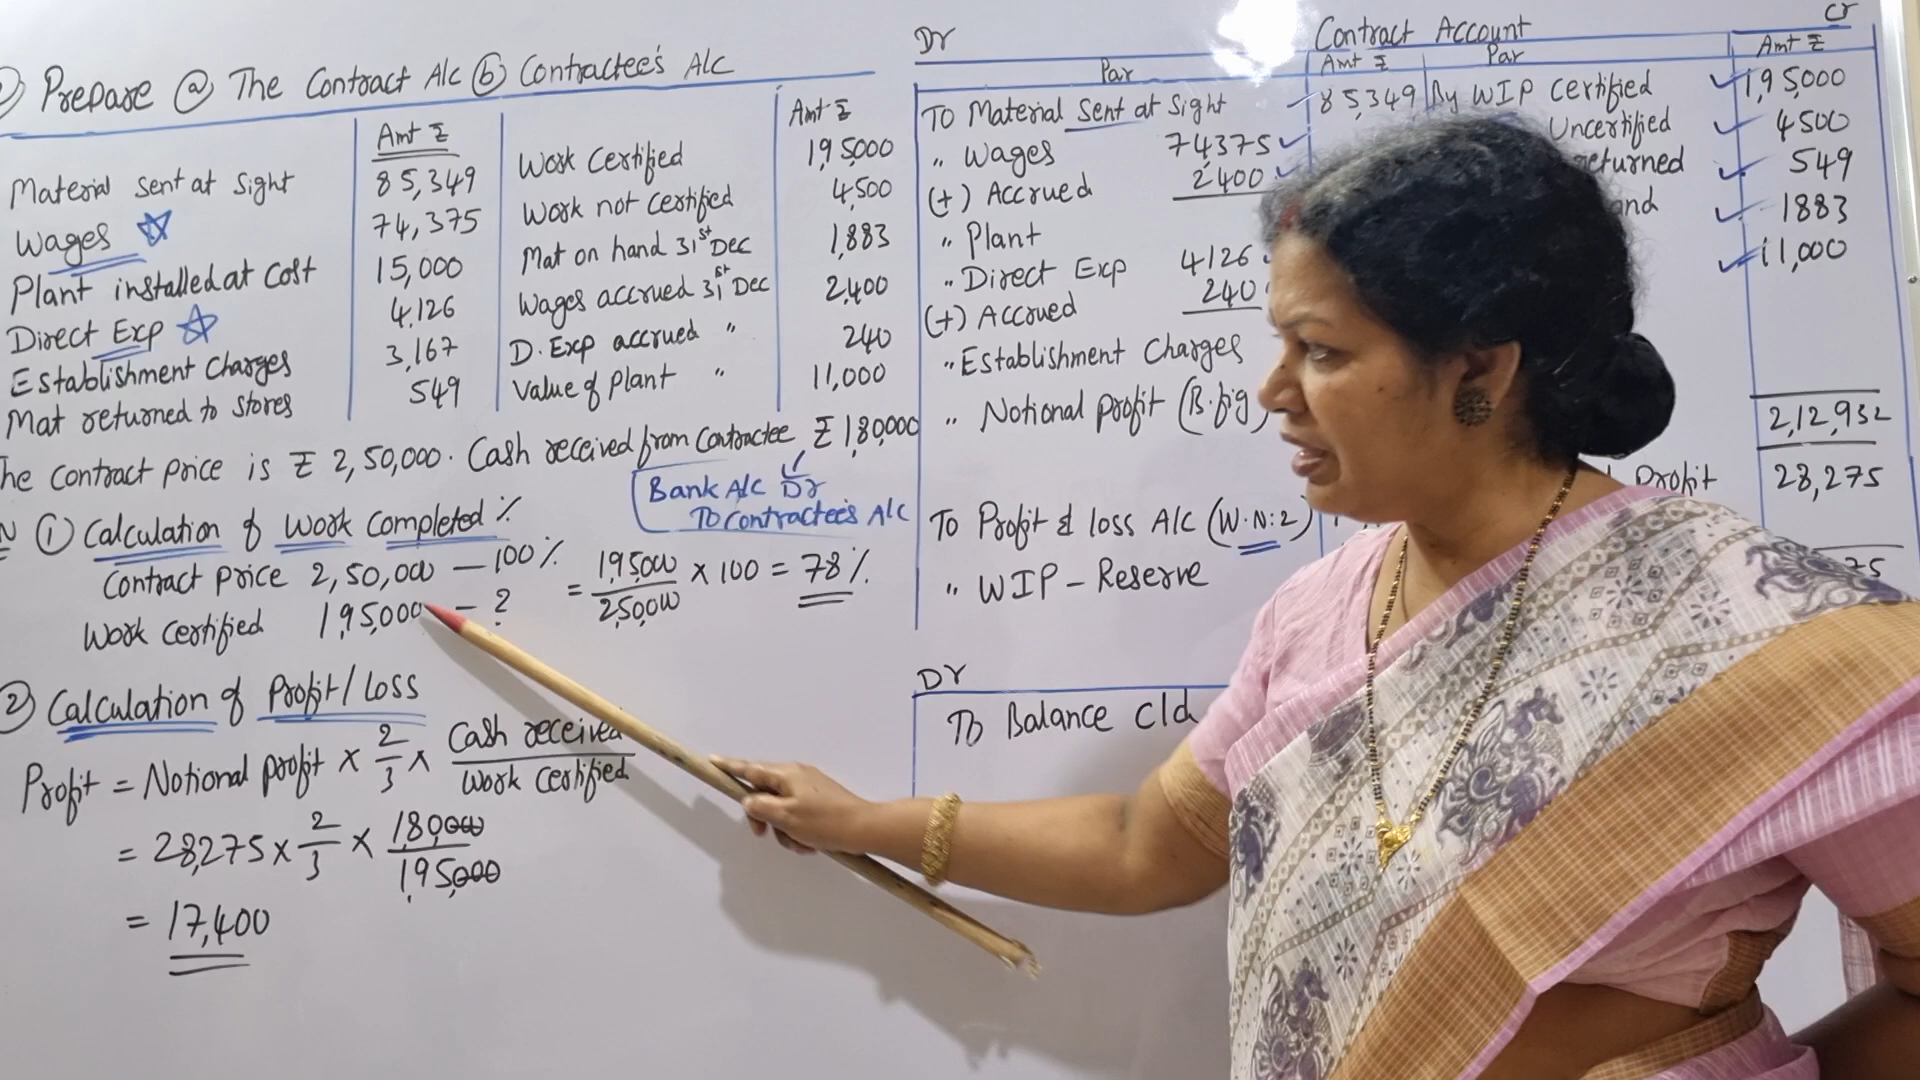 Prepare ⓐ The Contract A/c ⓑ Contractee's A/c
Amt ₹
Material Sent at Sight 85,349
Wages 74,375
Plant installed at Cost 15,000
Direct Exp 4,126
Establishment Charges 3,167
Mat returned to stores 549
Amt ₹
Work Certified 1,95,000
Work not certified 4,500
Mat on hand 31st Dec 1,883
Wages accrued 31st Dec 2,400
D. Exp accrued " 240
Value of Plant " 11,000
The contract price is ₹ 2,50,000. Cash received from Contractee ₹ 1,80,000
Bank A/c Dr
To Contractee's A/c
① Calculation of Work Completed %
Contract price 2,50,000 — 100%
Work Certified 1,95,000 — ?
= 1,95,000 / 2,50,000 × 100 = 78%
② Calculation of Profit/Loss
Profit = Notional profit × 2/3 × Cash received / Work Certified
= 28,275 × 2/3 × 1,80,000 / 1,95,000
= 17,400
Dr Contract Account Cr
Par Amt ₹ Par Amt ₹
To Material Sent at Sight 85,349
" Wages 74375
(+) Accrued 2,400
" Plant
" Direct Exp 4126
(+) Accrued 240
" Establishment Charges
" Notional profit (B.fig
To Profit & loss A/c (W.N:2)
" WIP - Reserve
By WIP Certified 1,95,000
Uncertified 4500
returned 549
1883
11,000
2,12,932
Profit 28,275
75
Dr
To Balance c/d